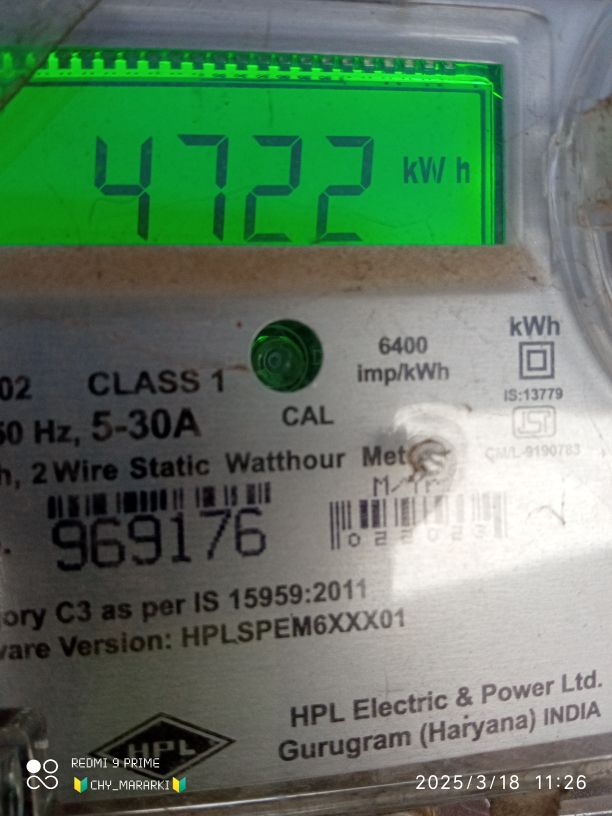 4722 kWh
6400
imp/kWh
kWh
IS:13779
02 CLASS 1
CAL
50 Hz, 5-30A
CM/L-9190783
h, 2 Wire Static Watthour
M/YR
969176
ory C3 as per IS 15959:2011
ware Version: HPLSPEM6XXX01
HPL Electric & Power Ltd.
Gurugram (Haryana) INDIA
HPL
REDMI 9 PRIME
CHY_MARARKI
2025/3/18 11:26